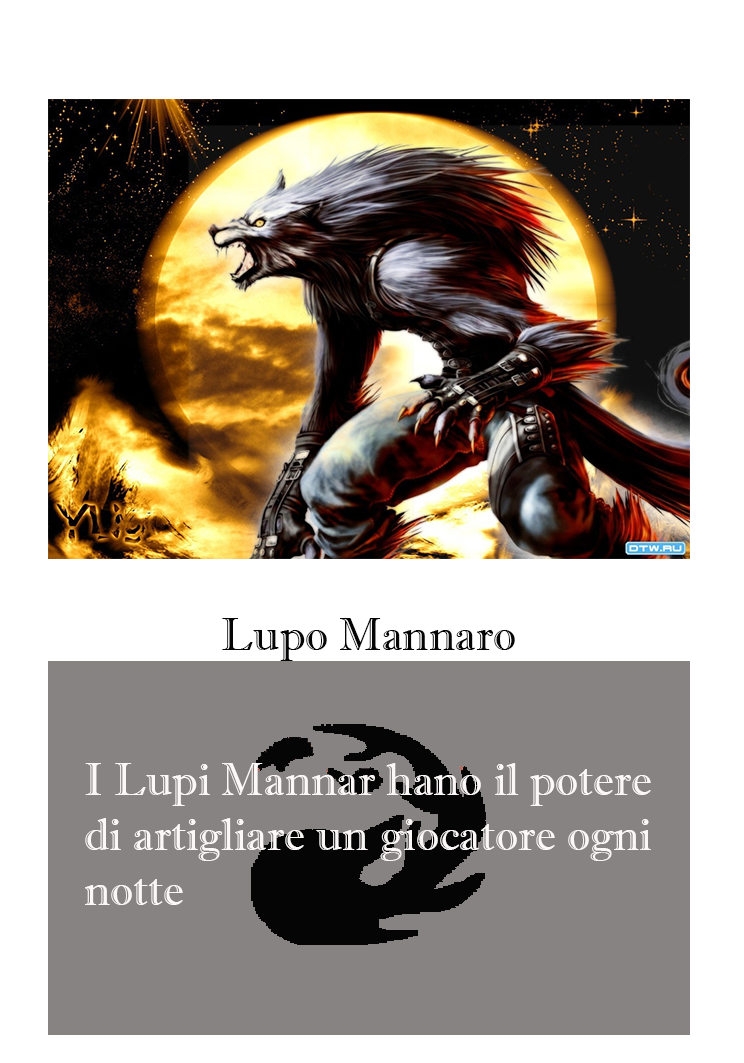 DTW.RU
Lupo Mannaro
I Lupi Mannar hano il potere
di artigliare un giocatore ogni
notte